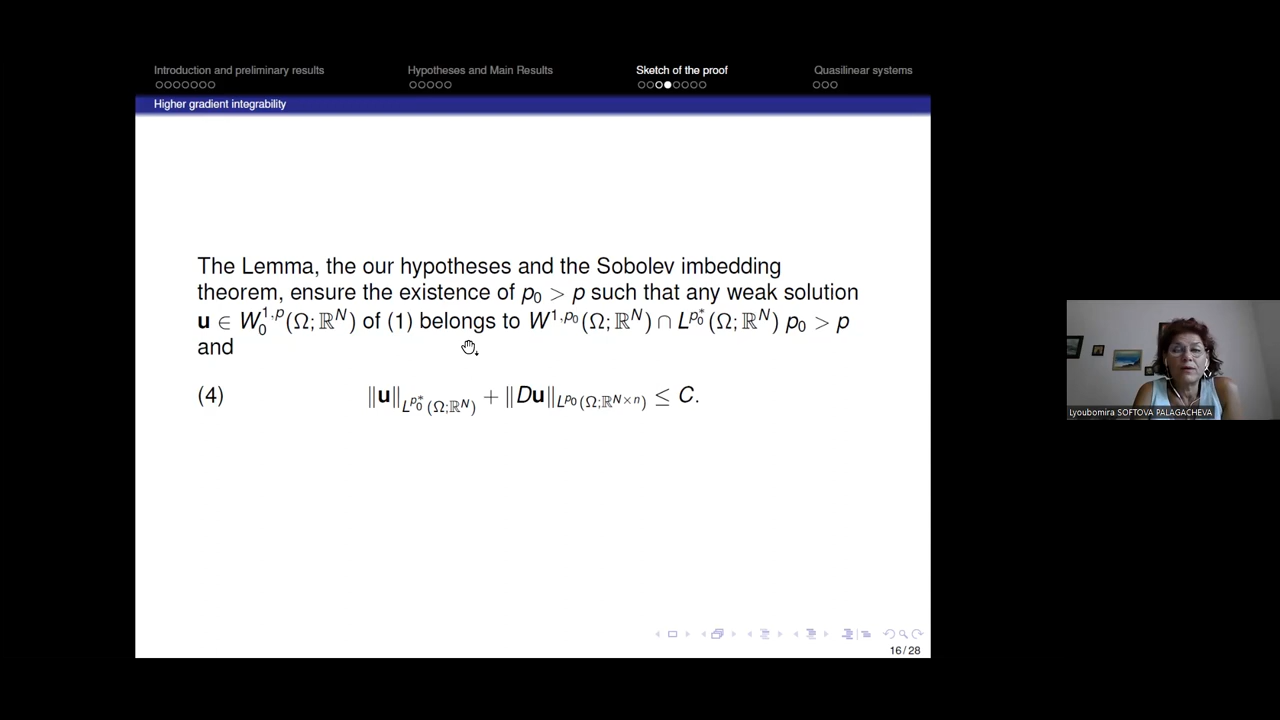 Introduction and preliminary results
Hypotheses and Main Results
Sketch of the proof
Quasilinear systems
Higher gradient integrability
The Lemma, the our hypotheses and the Sobolev imbedding
theorem, ensure the existence of p₀ > p such that any weak solution
u ∈ W₀^{1,p}(Ω; ℝ^N) of (1) belongs to W^{1,p₀}(Ω; ℝ^N) ∩ L^{p₀*}(Ω; ℝ^N) p₀ > p
and
(4) ‖u‖_{L^{p₀*}(Ω;ℝ^N)} + ‖Du‖_{L^{p₀}(Ω;ℝ^{N×n})} ≤ C.
16 / 28
Lyoubomira SOFTOVA PALAGACHEVA